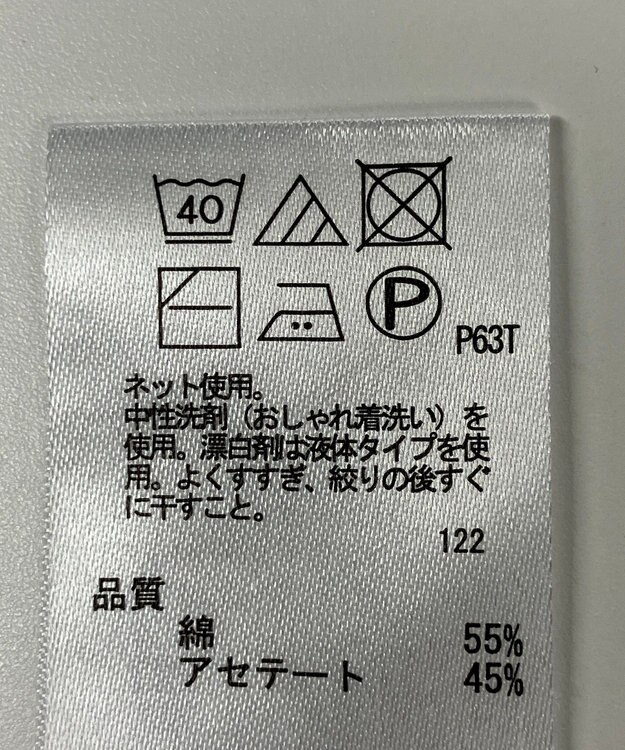 40
P
P63T
ネット使用。
中性洗剤（おしゃれ着洗い）を
使用。漂白剤は液体タイプを使
用。よくすすぎ、絞りの後すぐ
に干すこと。
122
品質
綿 55%
アセテート 45%